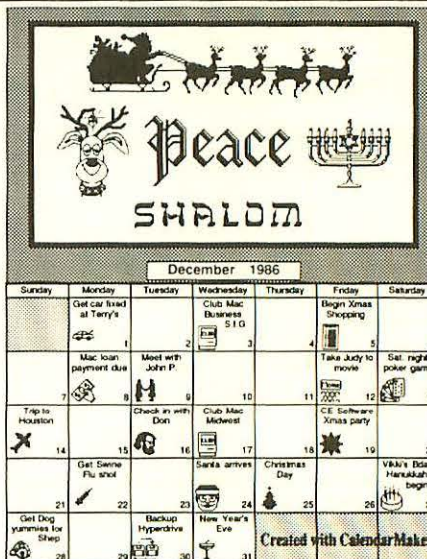 Peace
SHALOM
December 1986
Sunday Monday Tuesday Wednesday Thursday Friday Saturday
Get car fixed
at Terry's
1
2
Club Mac
Business
S I G
3
4
Begin Xmas
Shopping
5
6
7
Mac loan
payment due
8
Meet with
John P.
9
10
11
Take Judy to
movie
12
Sat. night
poker gam
Trip to
Houston
14
15
Check in with
Don
16
Club Mac
Midwest
17
18
CE Software
Xmas party
19
21
Get Swine
Flu shot
22
23
Santa arrives
24
Christmas
Day
25
26
Vikki's Bda
Hanukkah
begin
Get Dog
yummies for
Shep
28
29
Backup
Hyperdrive
30
New Year's
Eve
31
Created with CalendarMake